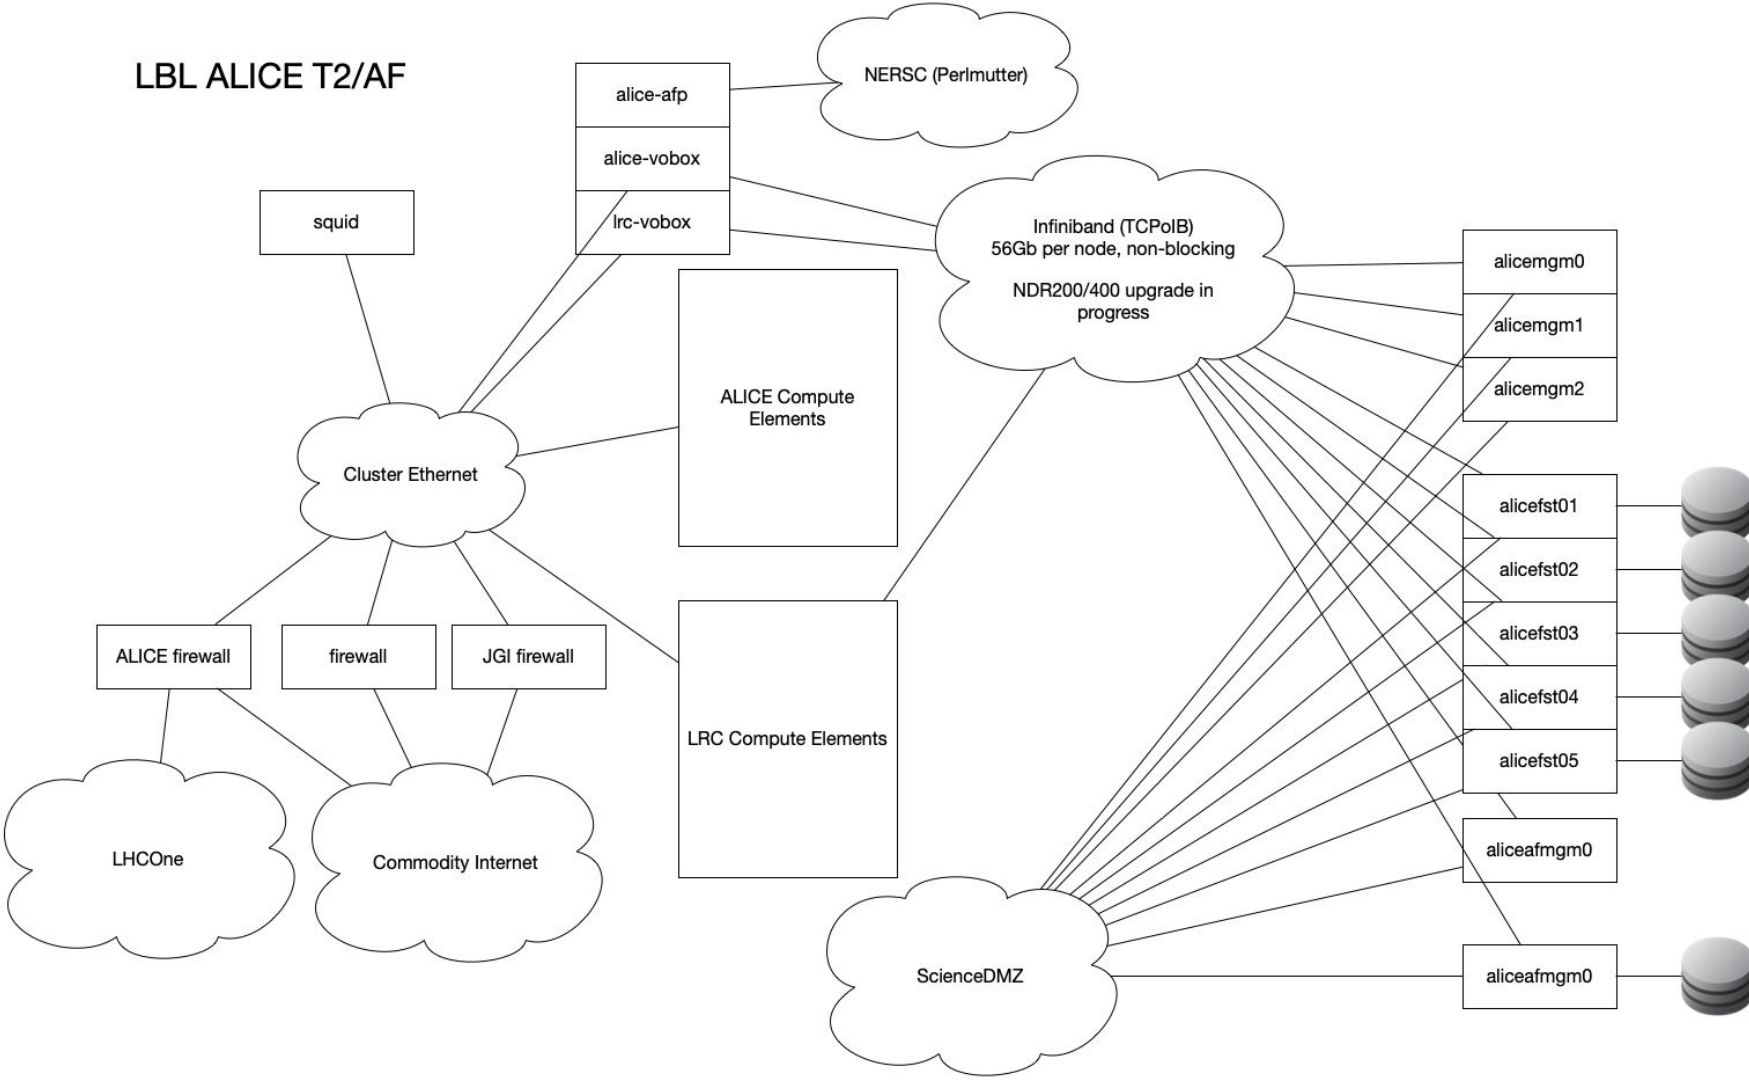 LBL ALICE T2/AF
alice-afp
NERSC (Perlmutter)
alice-vobox
squid
lrc-vobox
Infiniband (TCPoIB)
56Gb per node, non-blocking
NDR200/400 upgrade in
progress
alicemgm0
alicemgm1
alicemgm2
ALICE Compute
Elements
Cluster Ethernet
alicefst01
alicefst02
alicefst03
alicefst04
alicefst05
ALICE firewall
firewall
JGI firewall
LRC Compute Elements
LHCOne
Commodity Internet
aliceafmgm0
ScienceDMZ
aliceafmgm0